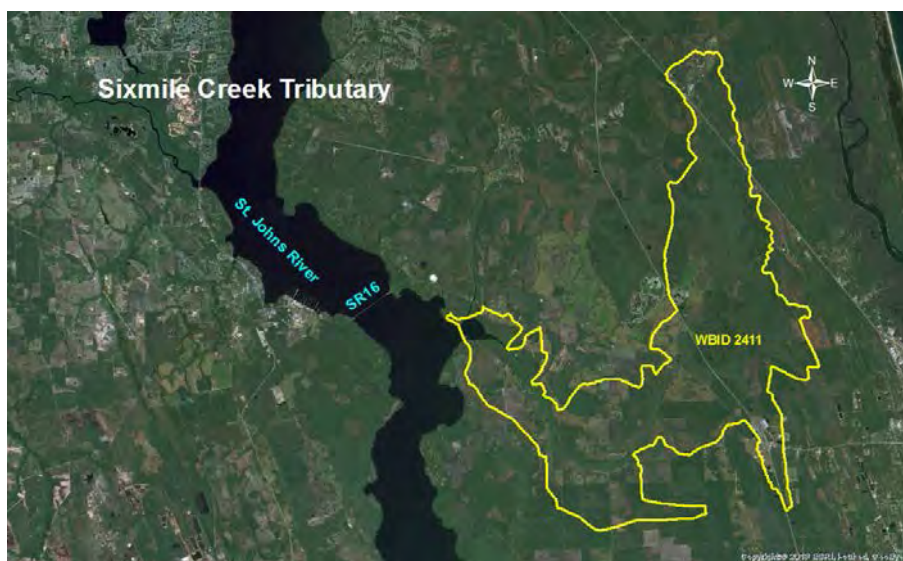 Sixmile Creek Tributary
N
W E
S
St. Johns River
SR16
WBID 2411